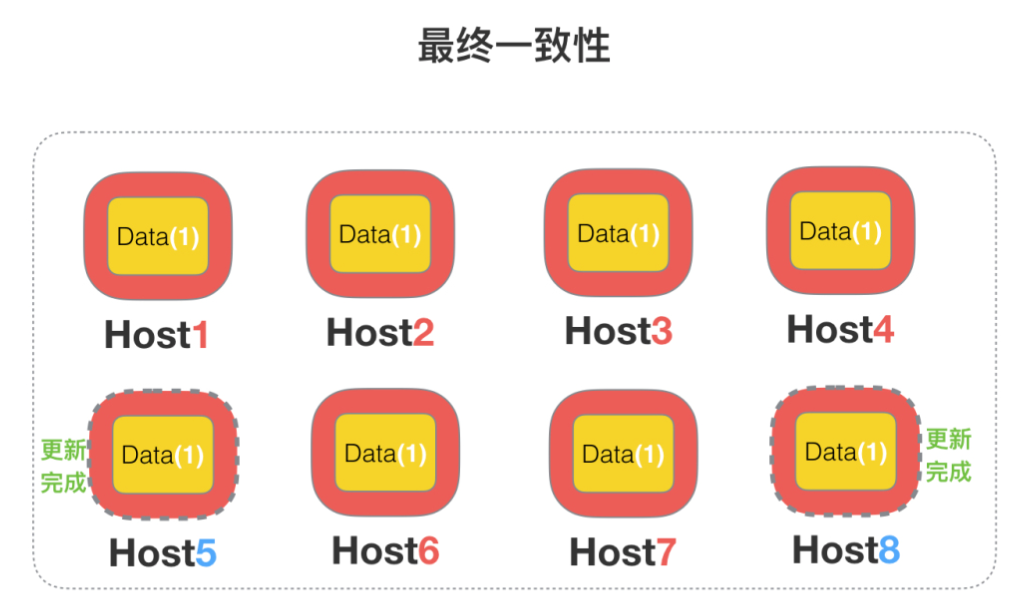 最终一致性
Data(1)
Data(1)
Data(1)
Data(1)
Host1
Host2
Host3
Host4
更新
完成
Data(1)
Data(1)
Data(1)
Data(1)
更新
完成
Host5
Host6
Host7
Host8